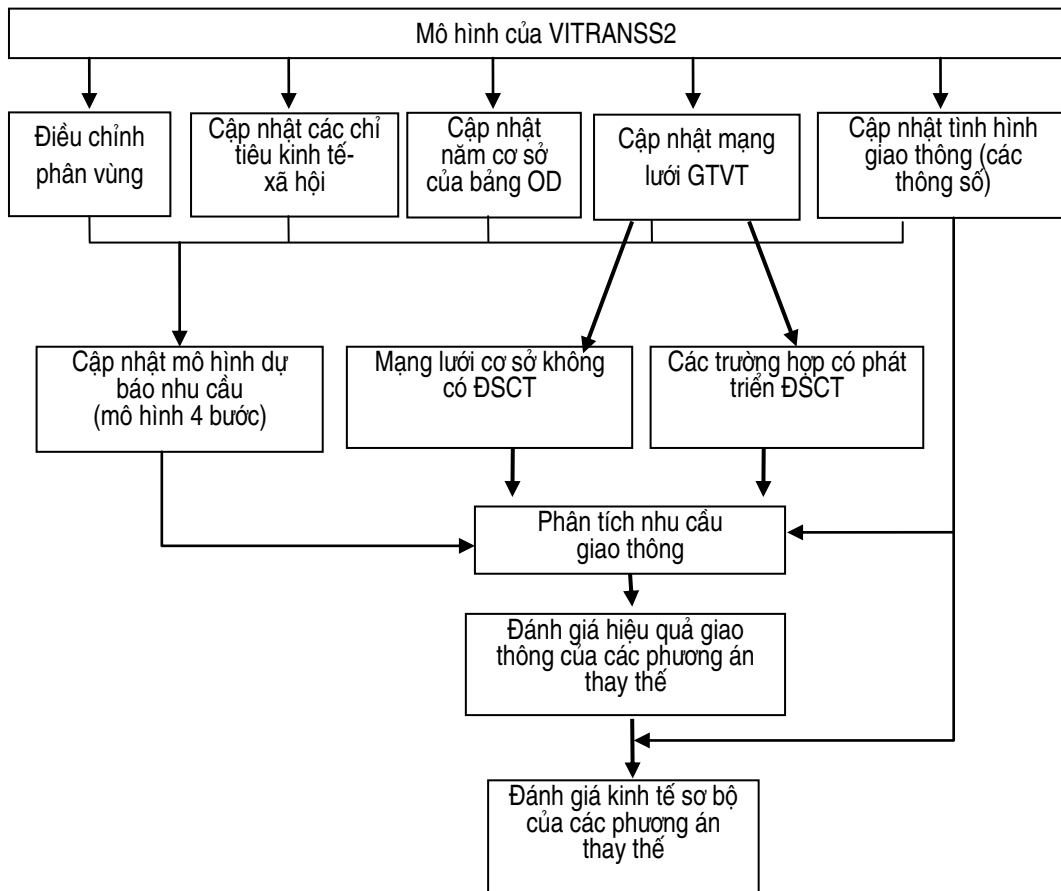 Mô hình của VITRANSS2
Điều chỉnh
phân vùng
Cập nhật các chỉ
tiêu kinh tế-
xã hội
Cập nhật
năm cơ sở
của bảng OD
Cập nhật mạng
lưới GTVT
Cập nhật tình hình
giao thông (các
thông số)
Cập nhật mô hình dự
báo nhu cầu
(mô hình 4 bước)
Mạng lưới cơ sở không
có ĐSCT
Các trường hợp có phát
triển ĐSCT
Phân tích nhu cầu
giao thông
Đánh giá hiệu quả giao
thông của các phương án
thay thế
Đánh giá kinh tế sơ bộ
của các phương án
thay thế